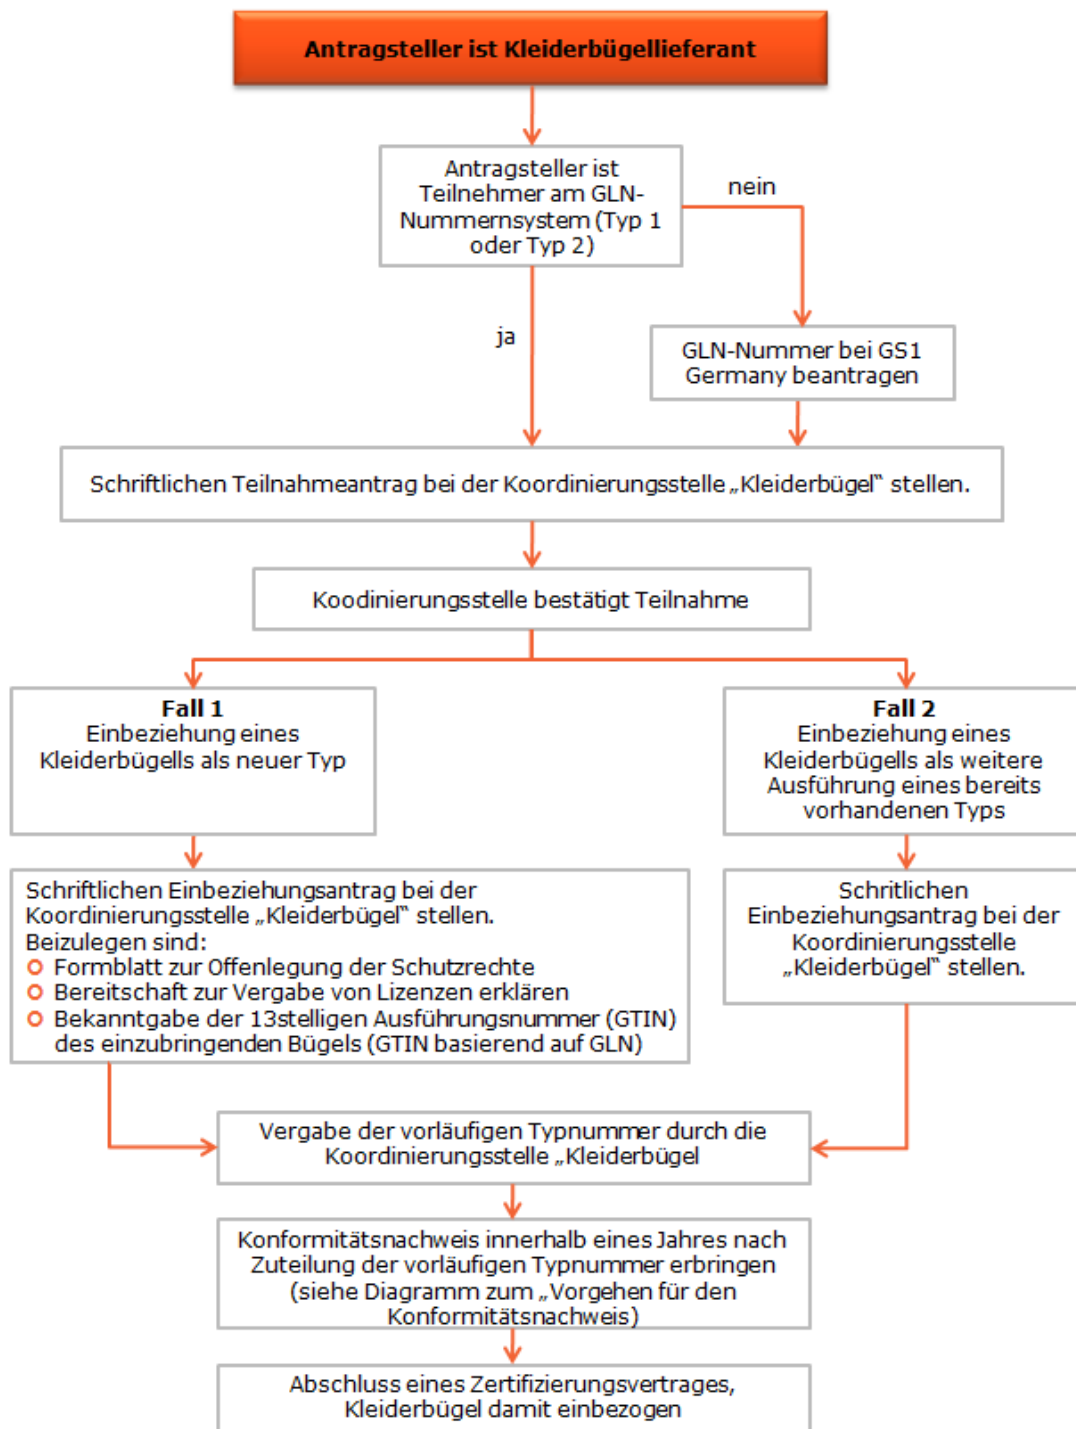 Antragsteller ist Kleiderbügellieferant
Antragsteller ist
Teilnehmer am GLN-
Nummernsystem (Typ 1
oder Typ 2)
nein
ja
GLN-Nummer bei GS1
Germany beantragen
Schriftlichen Teilnahmeantrag bei der Koordinierungsstelle „Kleiderbügel“ stellen.
Koodinierungsstelle bestätigt Teilnahme
Fall 1
Einbeziehung eines
Kleiderbügells als neuer Typ
Fall 2
Einbeziehung eines
Kleiderbügells als weitere
Ausführung eines bereits
vorhandenen Typs
Schriftlichen Einbeziehungsantrag bei der
Koordinierungsstelle „Kleiderbügel“ stellen.
Beizulegen sind:
Formblatt zur Offenlegung der Schutzrechte
Bereitschaft zur Vergabe von Lizenzen erklären
Bekanntgabe der 13stelligen Ausführungsnummer (GTIN)
des einzubringenden Bügels (GTIN basierend auf GLN)
Schritlichen
Einbeziehungsantrag bei der
Koordinierungsstelle
„Kleiderbügel“ stellen.
Vergabe der vorläufigen Typnummer durch die
Koordinierungsstelle „Kleiderbügel
Konformitätsnachweis innerhalb eines Jahres nach
Zuteilung der vorläufigen Typnummer erbringen
(siehe Diagramm zum „Vorgehen für den
Konformitätsnachweis)
Abschluss eines Zertifizierungsvertrages,
Kleiderbügel damit einbezogen